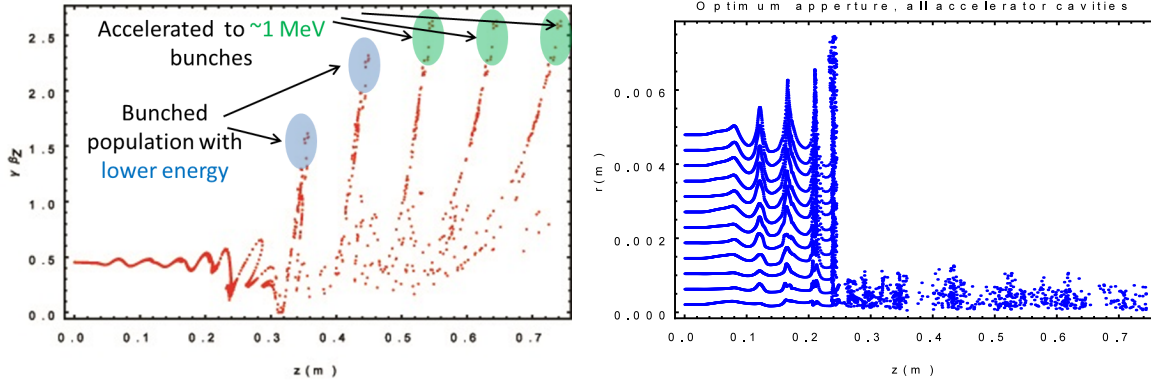 Optimum apperture, all accelerator cavities
Accelerated to ~1 MeV
bunches
Bunched
population with
lower energy
2.5
2.0
1.5
1.0
0.5
0.0
γ βz
0.0 0.1 0.2 0.3 0.4 0.5 0.6 0.7
z (m)
0.006
0.004
0.002
0.000
r (m)
0.0 0.1 0.2 0.3 0.4 0.5 0.6 0.7
z (m)